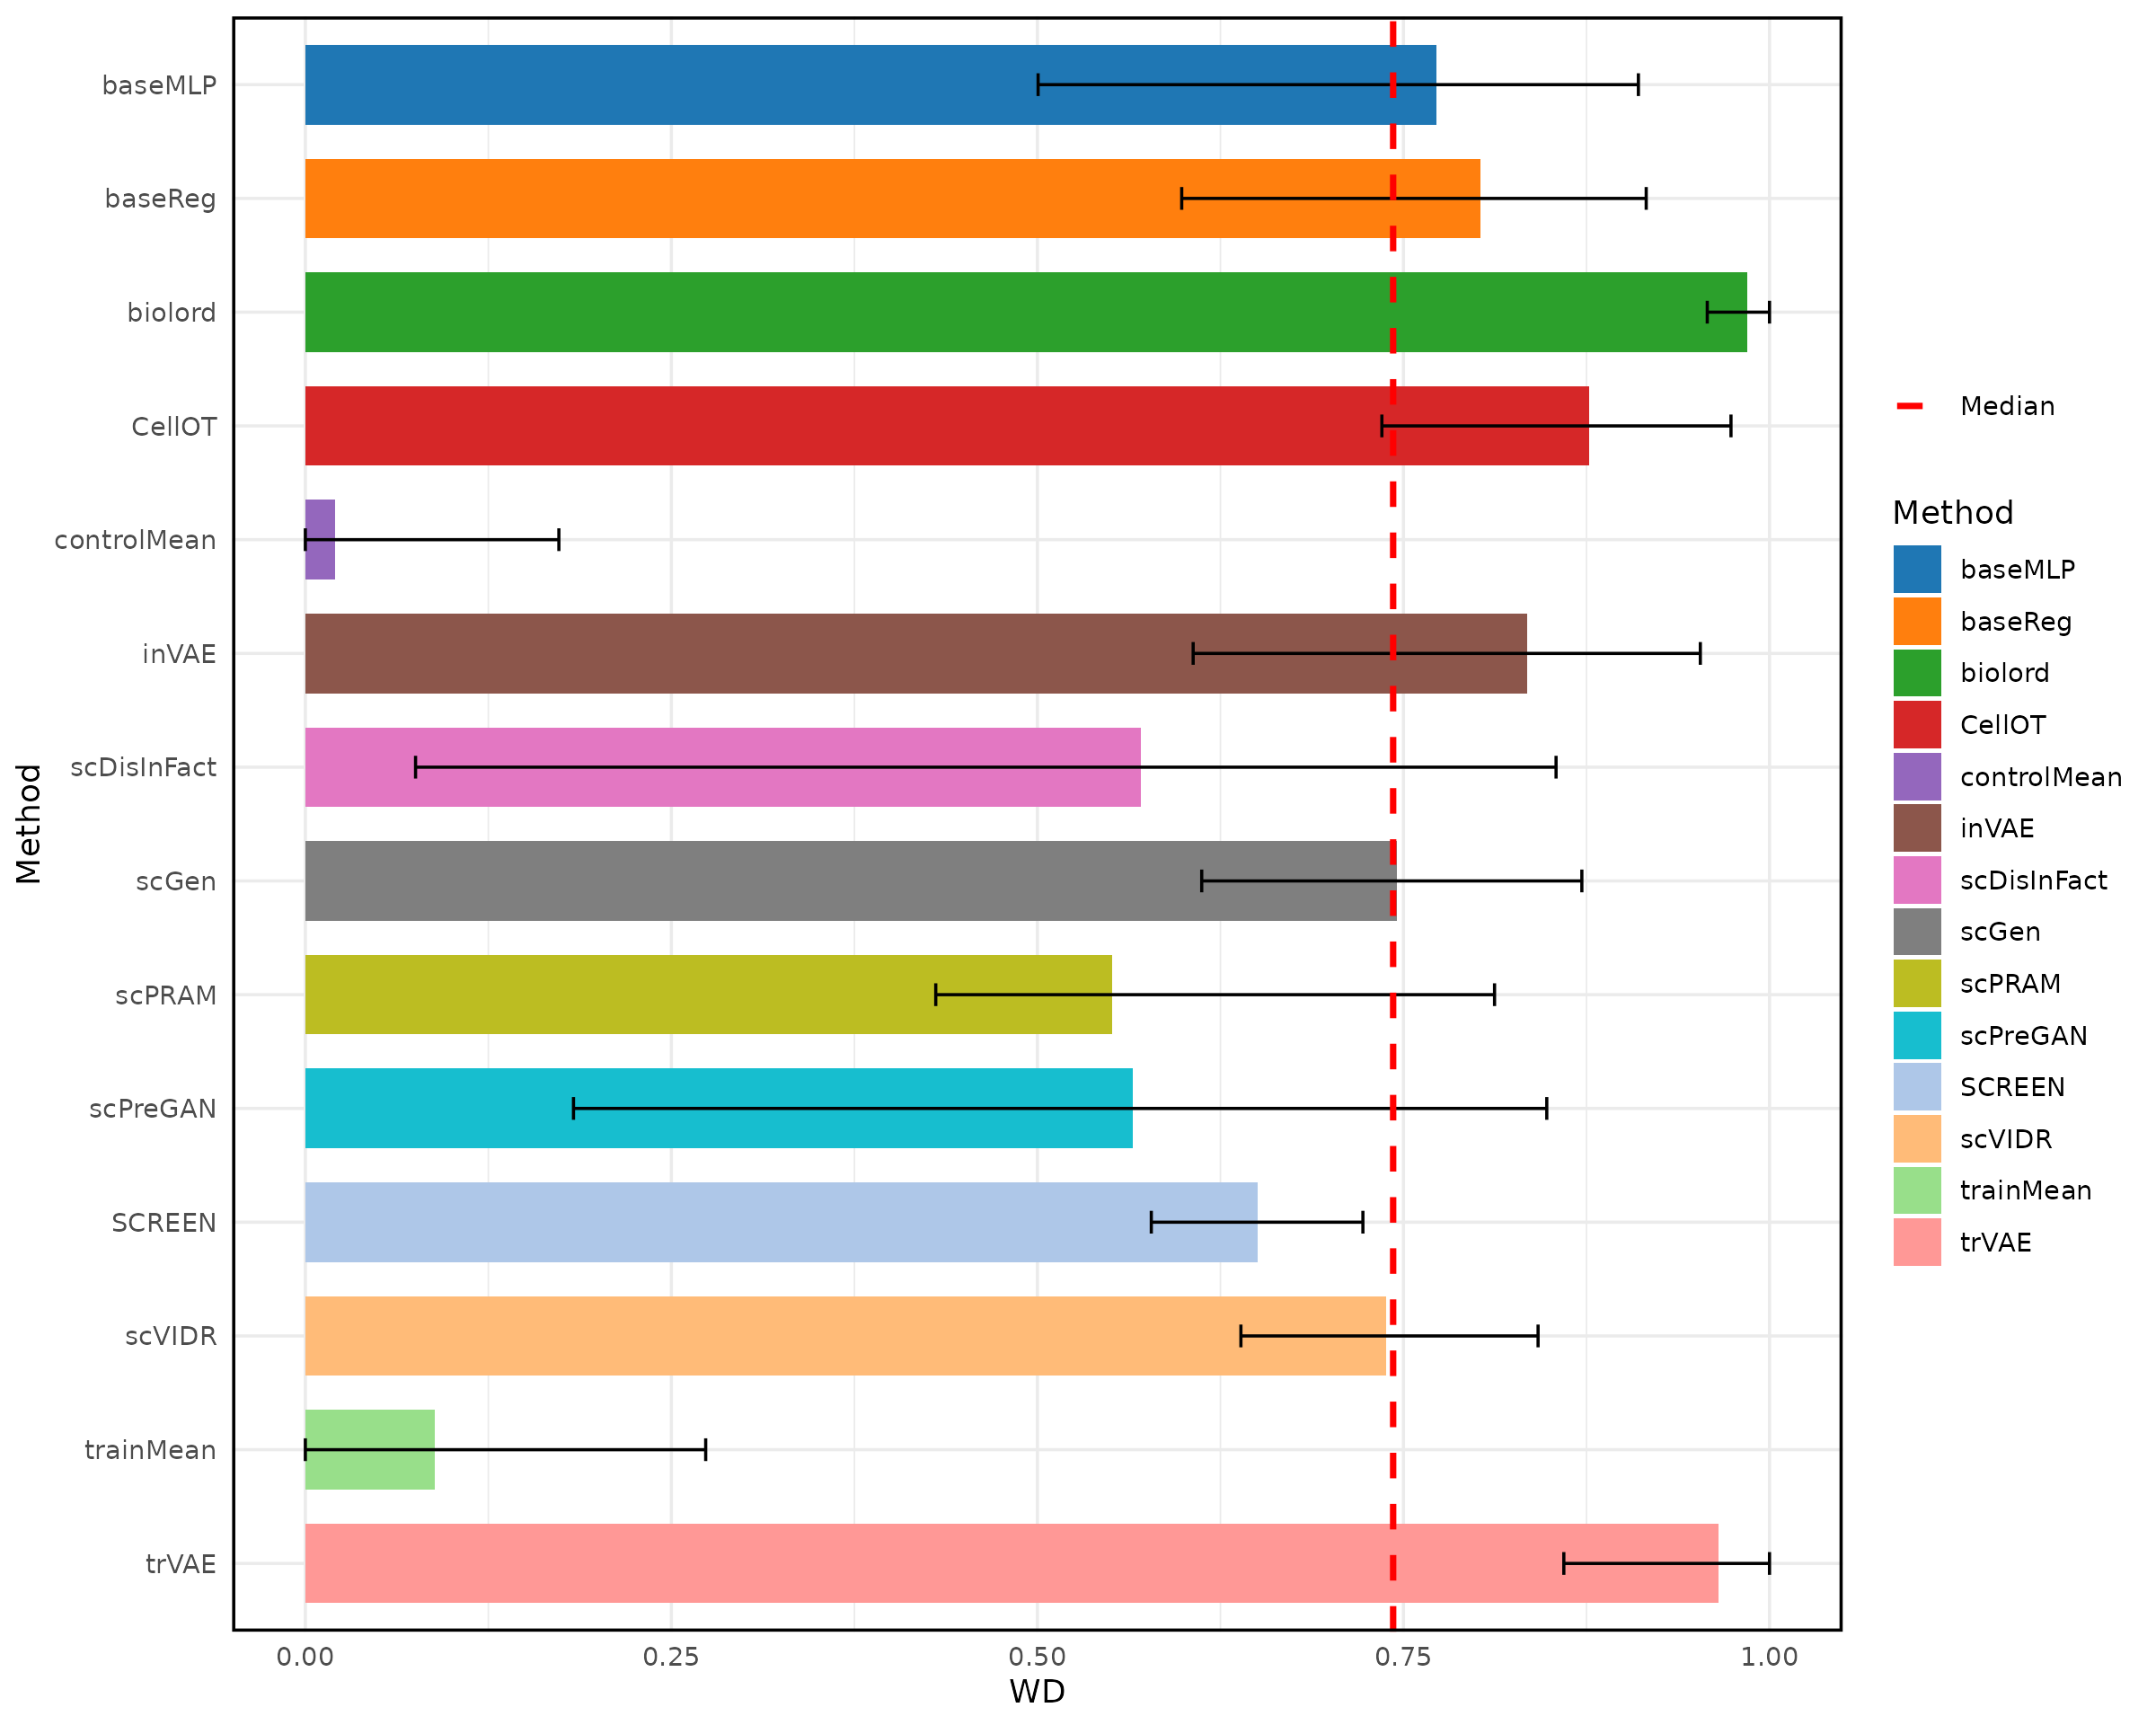 Method
baseMLP
baseReg
biolord
CellOT
controlMean
inVAE
scDisInFact
scGen
scPRAM
scPreGAN
SCREEN
scVIDR
trainMean
trVAE
0.00 0.25 0.50 0.75 1.00
WD
Median
Method
baseMLP
baseReg
biolord
CellOT
controlMean
inVAE
scDisInFact
scGen
scPRAM
scPreGAN
SCREEN
scVIDR
trainMean
trVAE